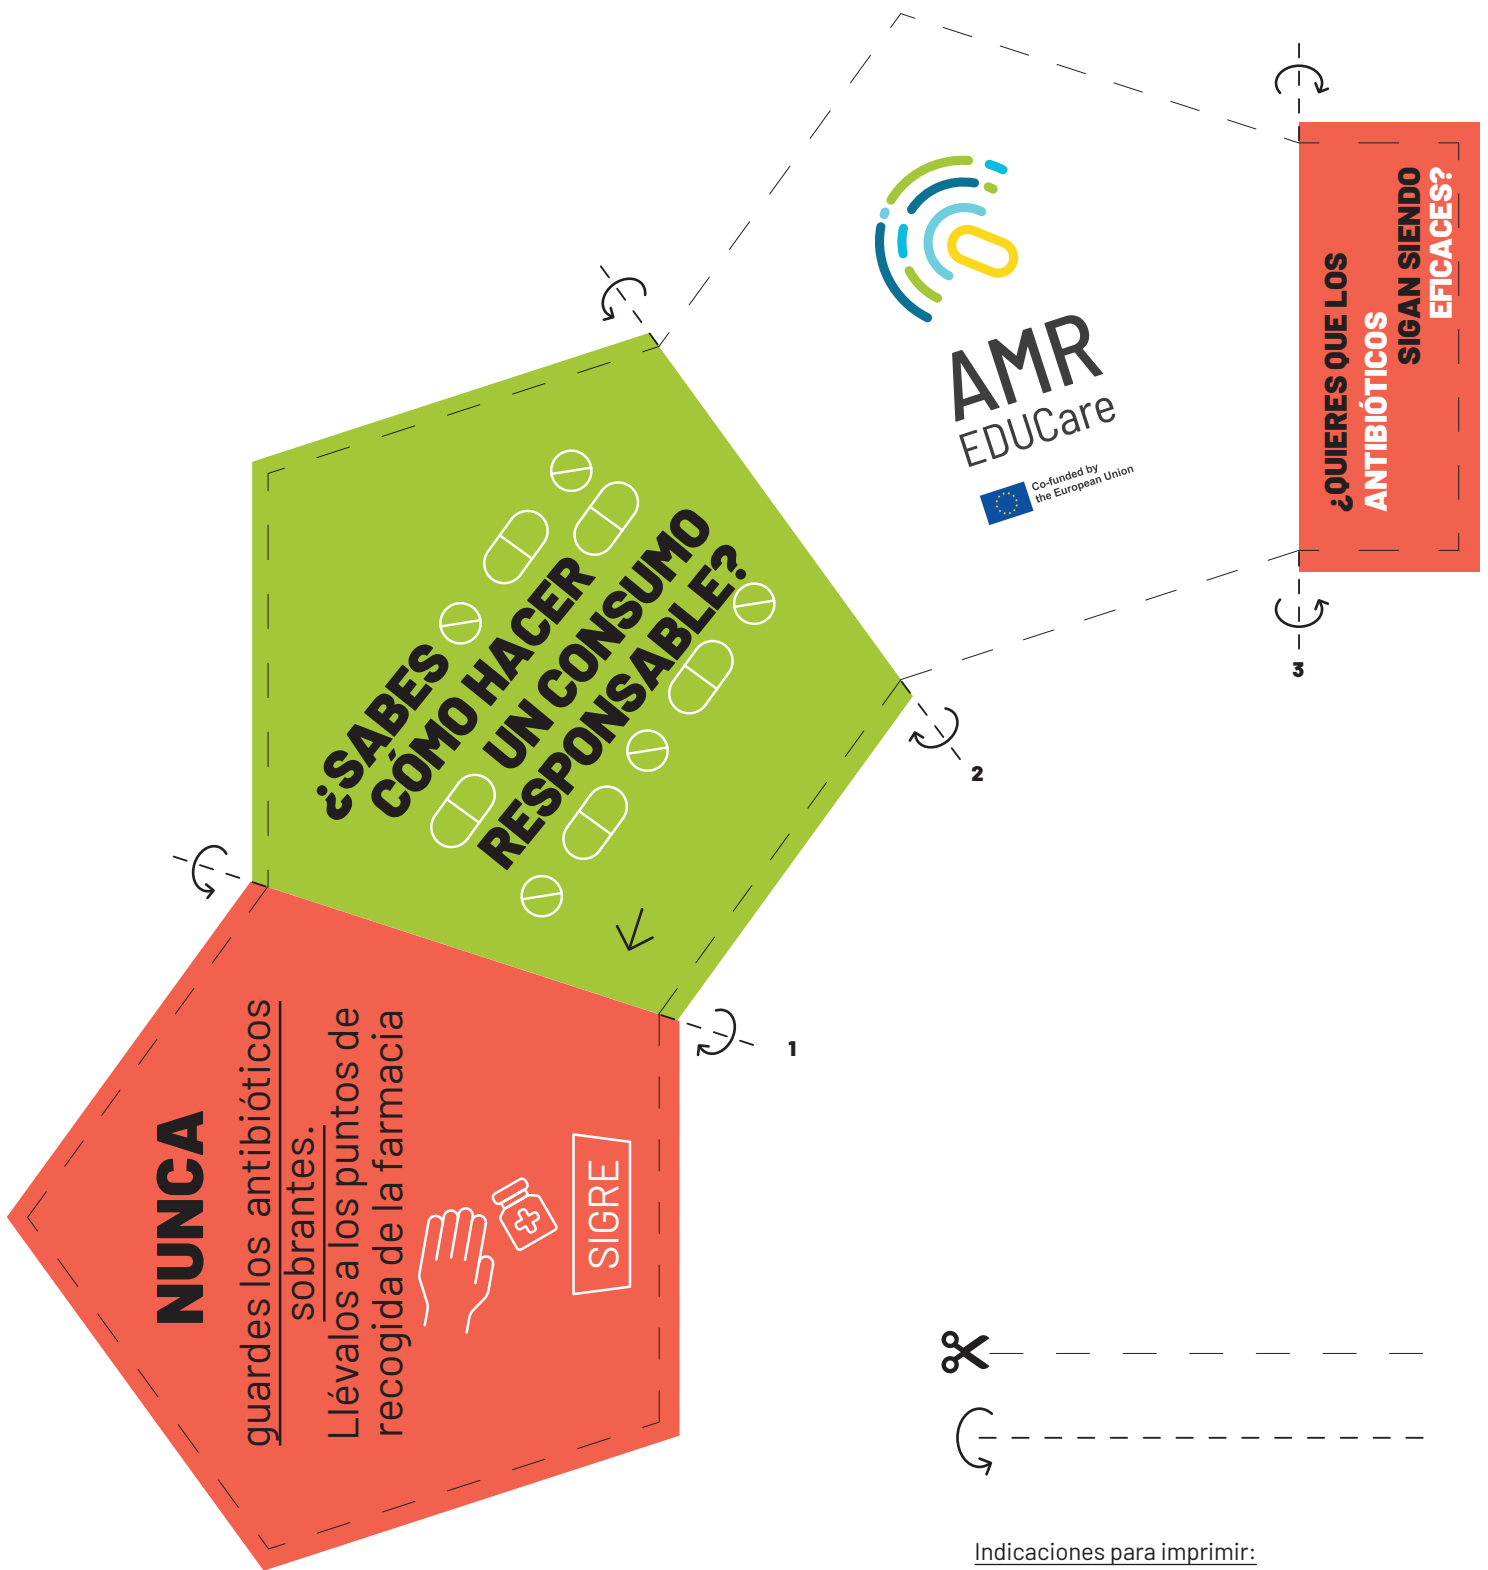 ¿QUIERES QUE LOS
ANTIBIÓTICOS
SIGAN SIENDO
EFICACES?
3
AMR
EDUCare
Co-funded by
the European Union
2
¿SABES
CÓMO HACER
UN CONSUMO
RESPONSABLE?
1
NUNCA
guardes los antibióticos
sobrantes.
Llévalos a los puntos de
recogida de la farmacia
SIGRE
Indicaciones para imprimir: